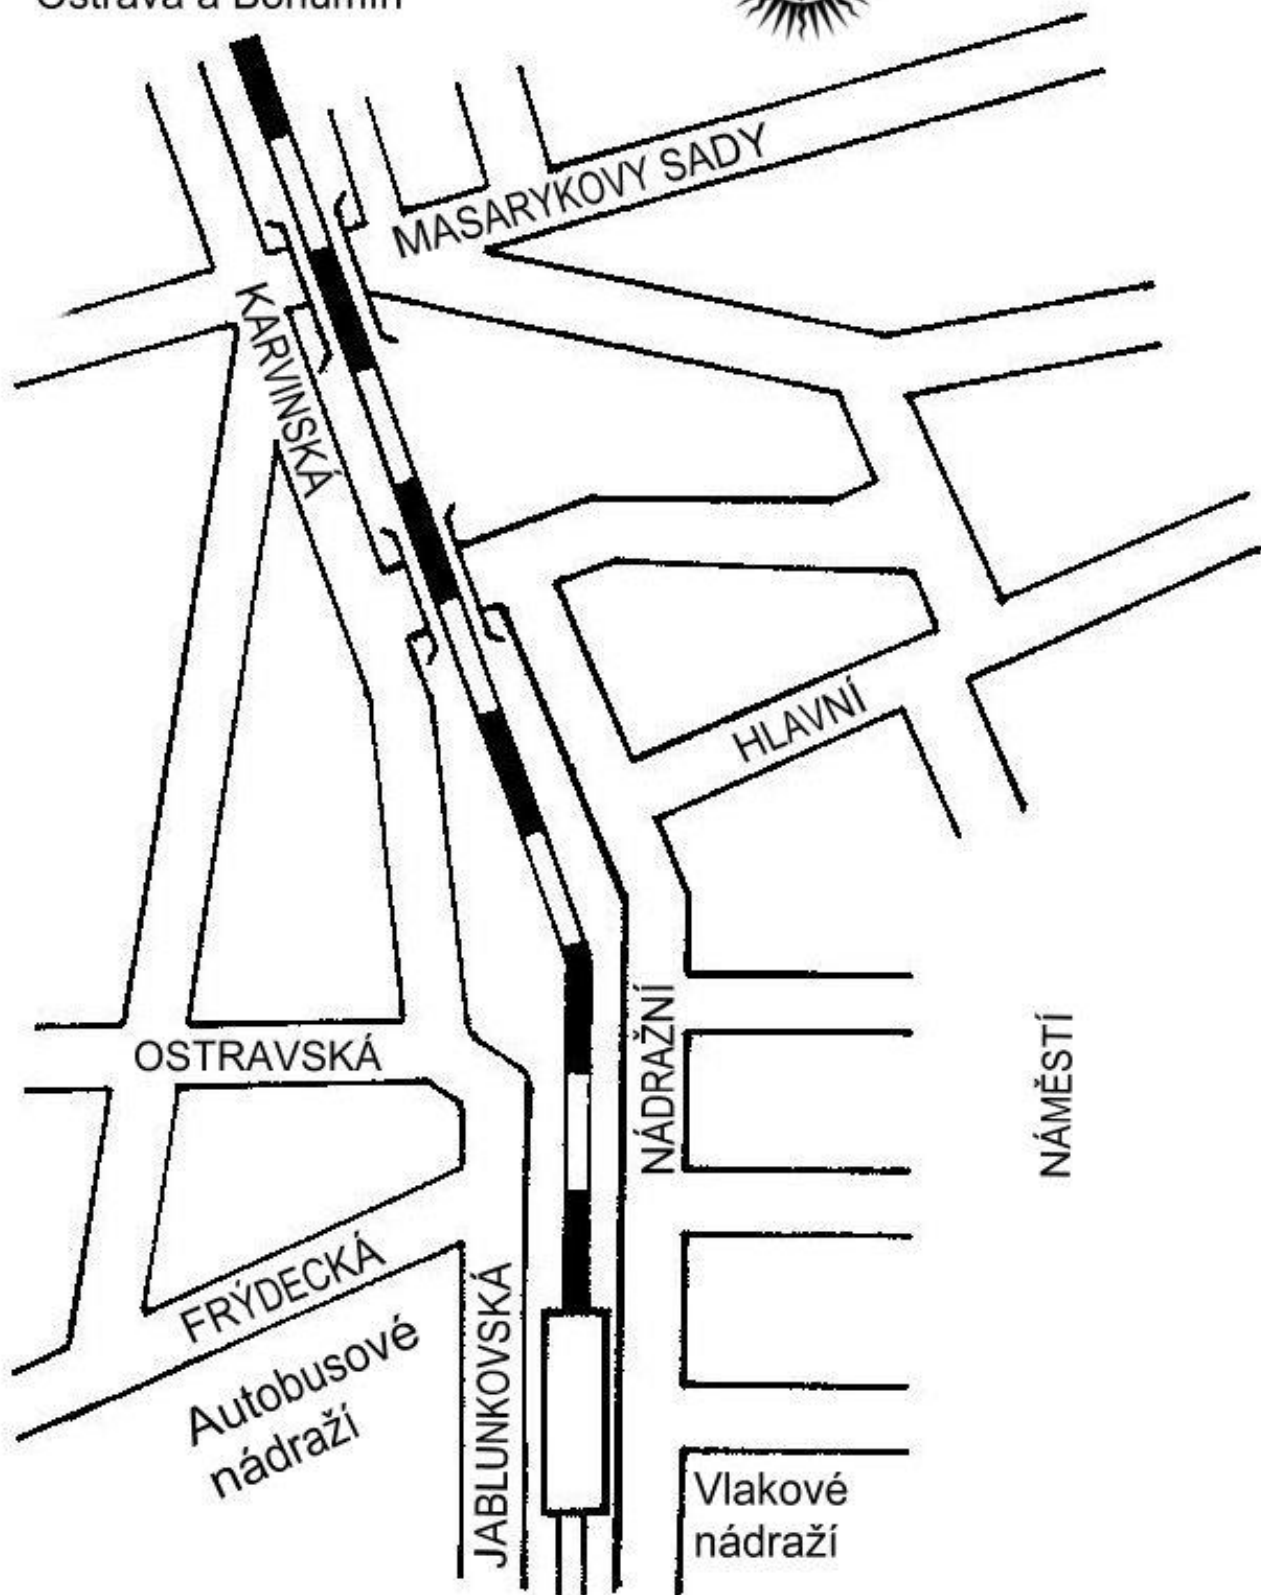 Ostrava a Bohumín
MASARYKOVY SADY
KARVINSKÁ
HLAVNÍ
NÁDRAŽNÍ
NÁMĚSTÍ
OSTRAVSKÁ
FRÝDECKÁ
Autobusové
nádraží
JABLUNKOVSKÁ
Vlakové
nádraží